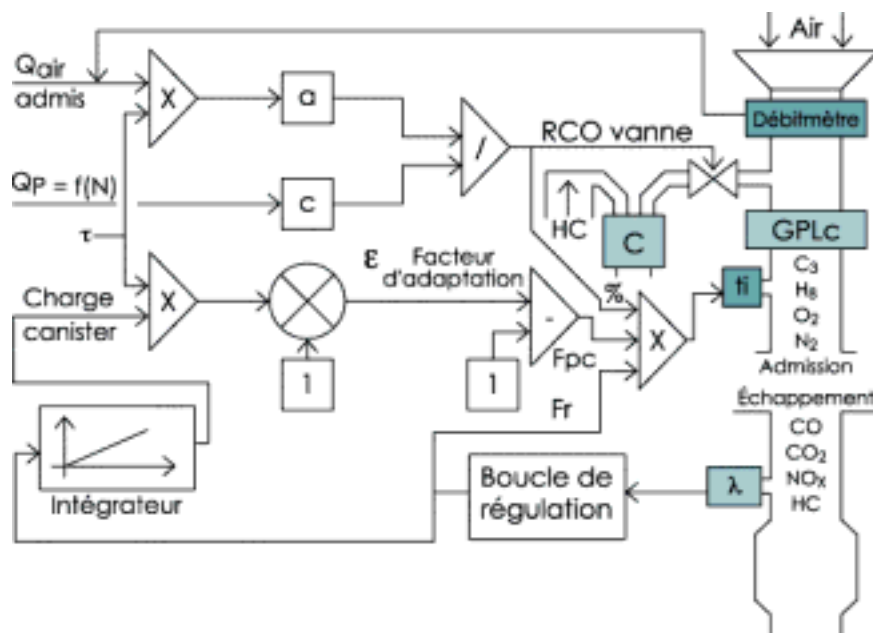 Air
Qair
admis
X
a
Débitmètre
/
RCO vanne
QP = f(N)
c
HC
C
GPLc
τ
ε
Facteur
d'adaptation
%
ti
C3
H8
O2
N2
Charge
canister
X
-
X
1
1
Fpc
Admission
Fr
Échappement
CO
CO2
NOX
HC
Intégrateur
Boucle de
régulation
λ